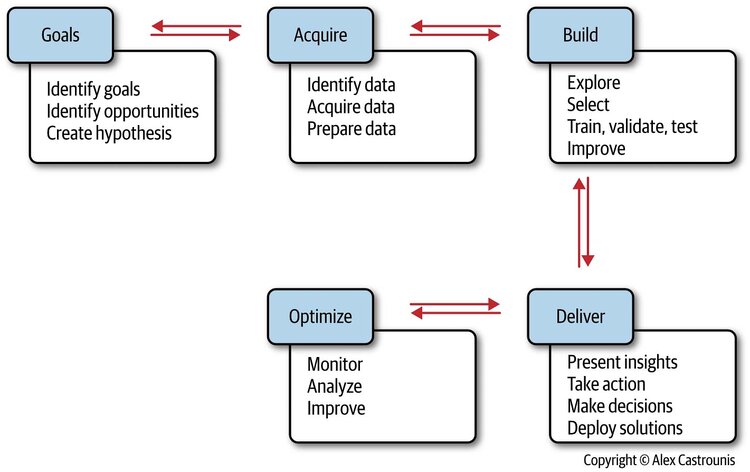 Goals
Identify goals
Identify opportunities
Create hypothesis
Acquire
Identify data
Acquire data
Prepare data
Build
Explore
Select
Train, validate, test
Improve
Optimize
Monitor
Analyze
Improve
Deliver
Present insights
Take action
Make decisions
Deploy solutions
Copyright © Alex Castrounis